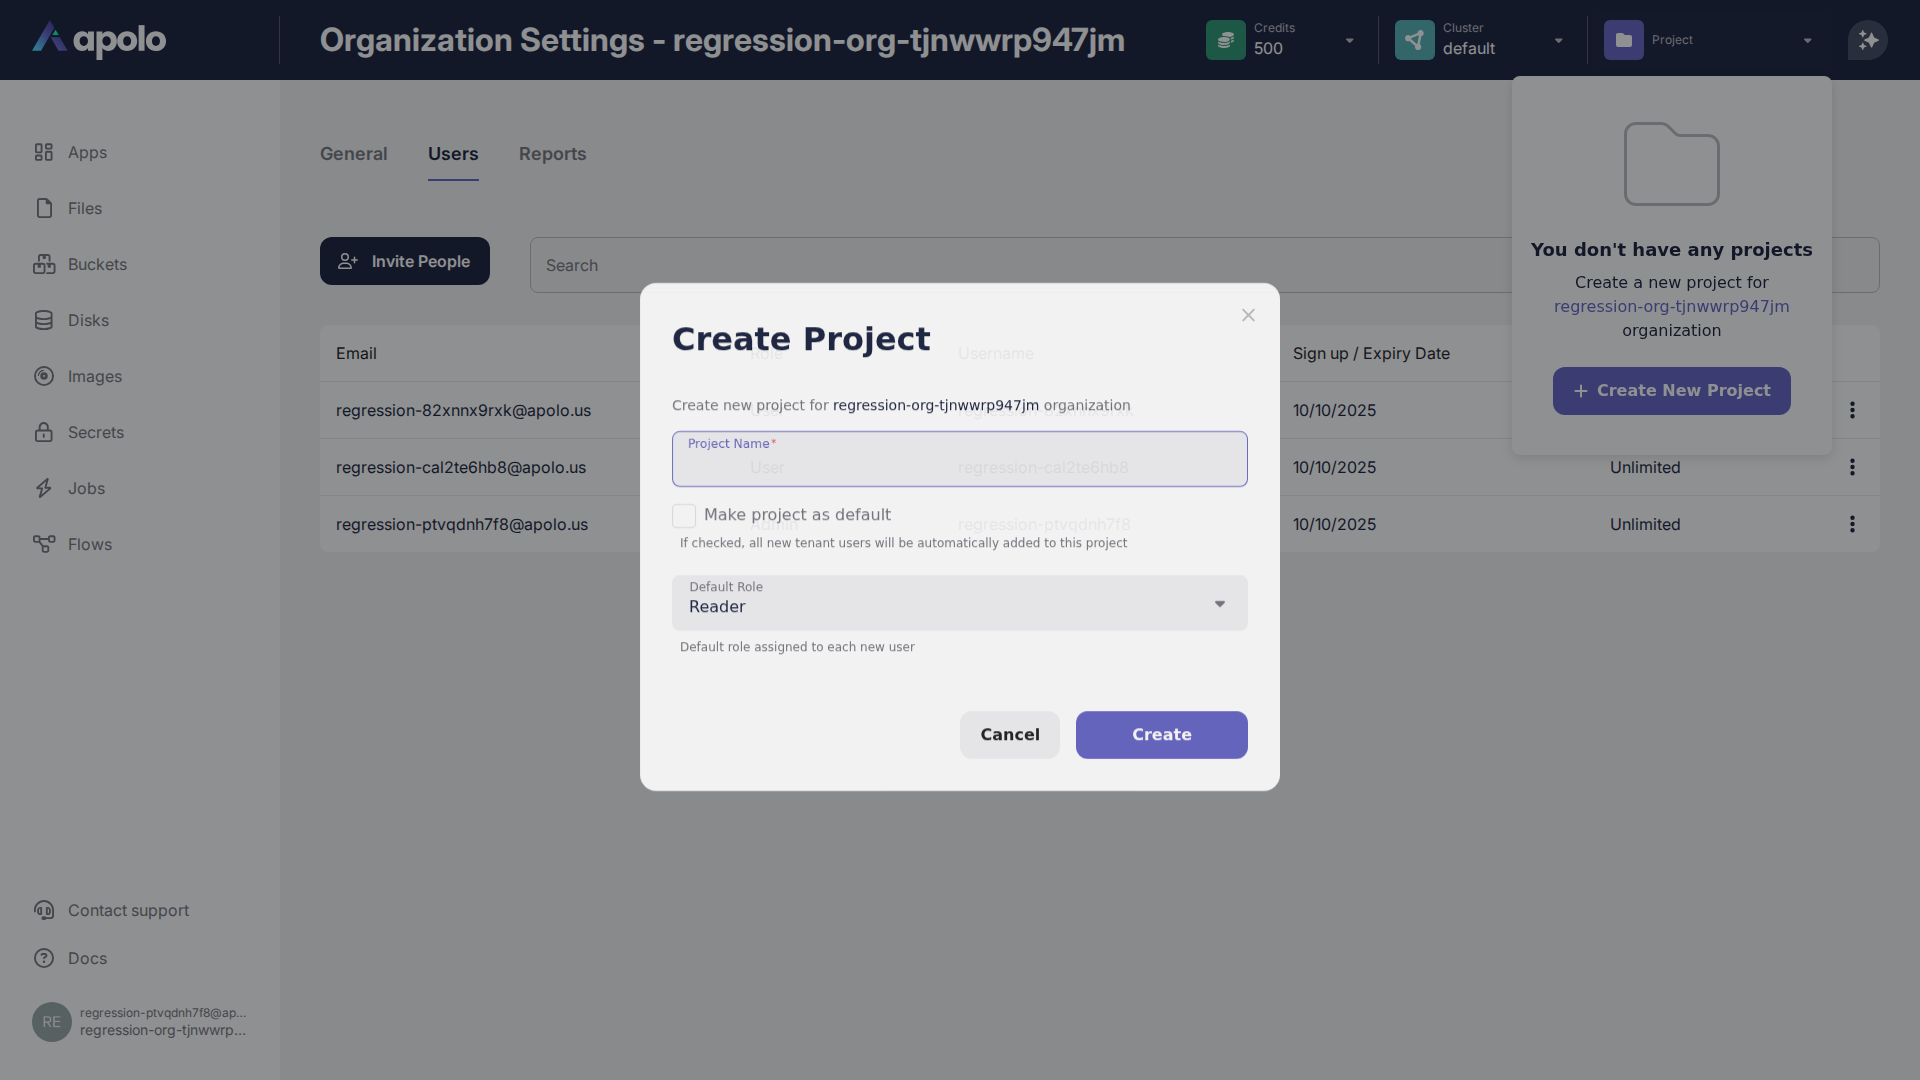 apolo
Organization Settings - regression-org-tjnwwrp947jm
Credits
500
Cluster
default
Project
Apps
Files
Buckets
Disks
Images
Secrets
Jobs
Flows
Contact support
Docs
RE
regression-ptvqdnh7f8@ap...
regression-org-tjnwwrp...
General
Users
Reports
Invite People
Search
Email
Role
Username
Sign up / Expiry Date
regression-82xnnx9rxk@apolo.us
10/10/2025
regression-cal2te6hb8@apolo.us
User
regression-cal2te6hb8
10/10/2025
Unlimited
regression-ptvqdnh7f8@apolo.us
Admin
regression-ptvqdnh7f8
10/10/2025
Unlimited
You don't have any projects
Create a new project for
regression-org-tjnwwrp947jm
organization
Create New Project
Create Project
Create new project for regression-org-tjnwwrp947jm organization
Project Name*
Make project as default
If checked, all new tenant users will be automatically added to this project
Default Role
Reader
Default role assigned to each new user
Cancel
Create